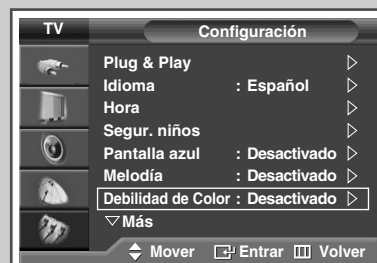 TV Configuración
Plug & Play
Idioma : Español
Hora
Segur. niños
Pantalla azul : Desactivado
Melodía : Desactivado
Debilidad de Color : Desactivado
Más
Mover Entrar Volver